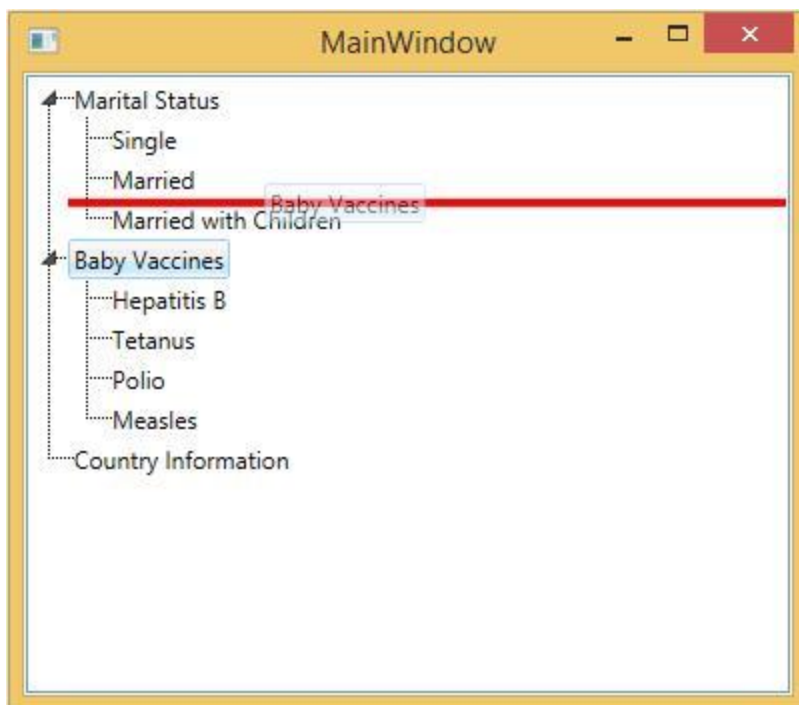 MainWindow
Marital Status
Single
Married
Baby Vaccines
Married with Children
Baby Vaccines
Hepatitis B
Tetanus
Polio
Measles
Country Information